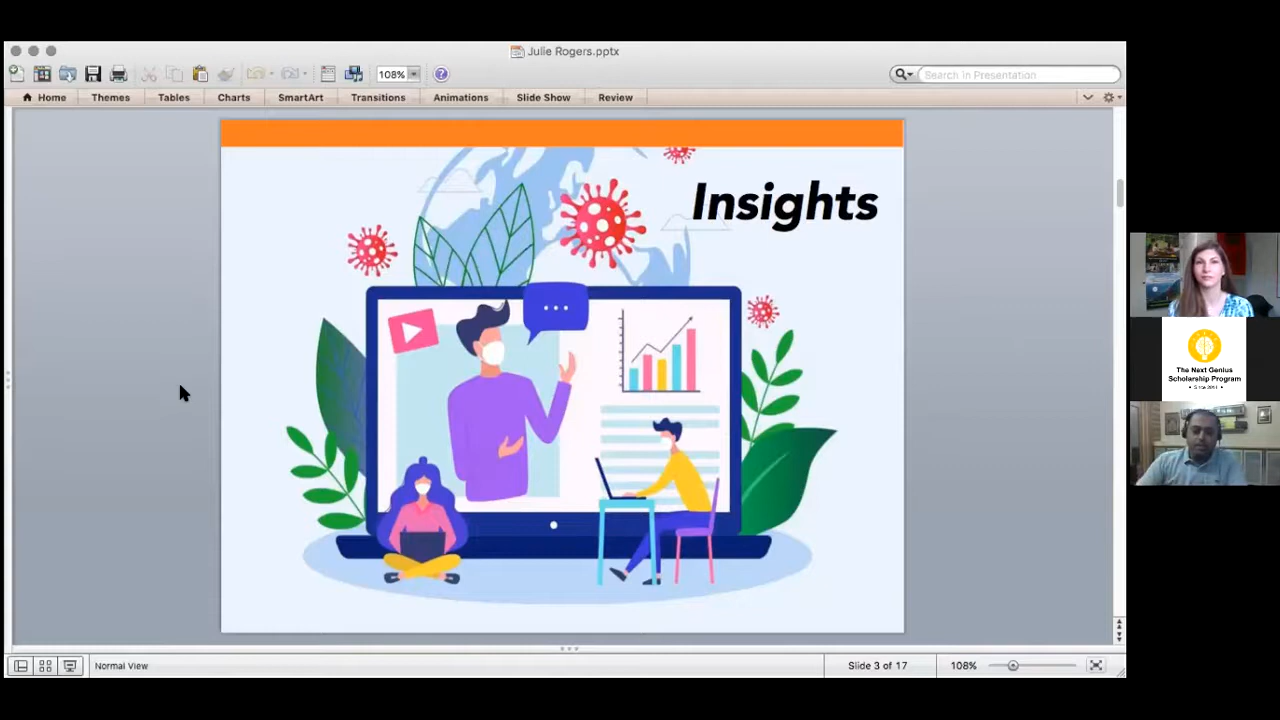 Julie Rogers.pptx
108%
Search in Presentation
Home Themes Tables Charts SmartArt Transitions Animations Slide Show Review
Insights
The Next Genius
Scholarship Program
Normal View
Slide 3 of 17
108%